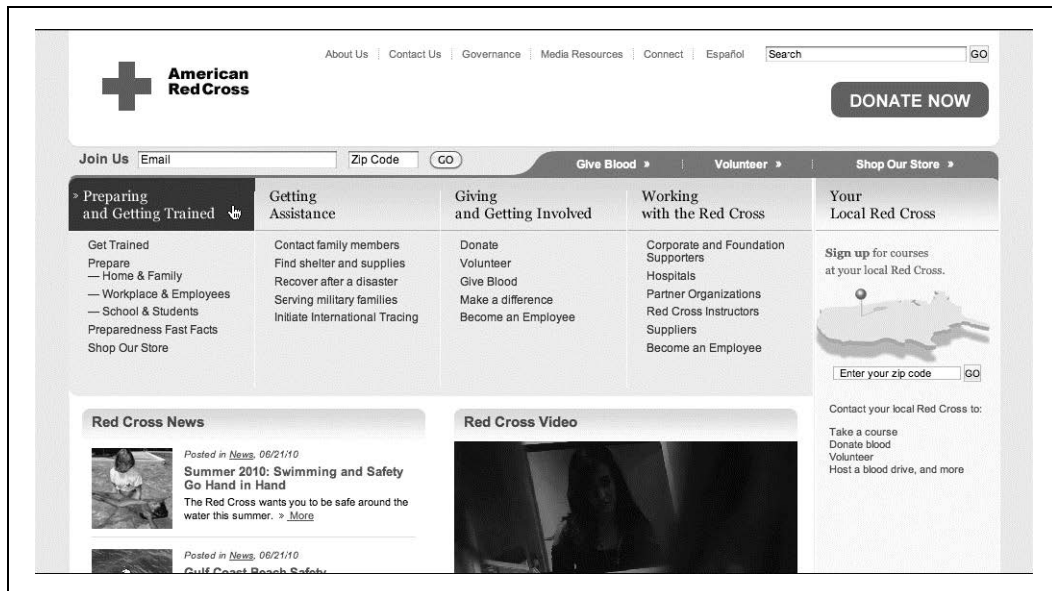 About Us Contact Us Governance Media Resources Connect Español Search GO
American
Red Cross
DONATE NOW
Join Us Email Zip Code GO
Give Blood » Volunteer » Shop Our Store »
» Preparing
and Getting Trained
Get Trained
Prepare
— Home & Family
— Workplace & Employees
— School & Students
Preparedness Fast Facts
Shop Our Store
Getting
Assistance
Contact family members
Find shelter and supplies
Recover after a disaster
Serving military families
Initiate International Tracing
Giving
and Getting Involved
Donate
Volunteer
Give Blood
Make a difference
Become an Employee
Working
with the Red Cross
Corporate and Foundation
Supporters
Hospitals
Partner Organizations
Red Cross Instructors
Suppliers
Become an Employee
Your
Local Red Cross
Sign up for courses
at your local Red Cross.
Enter your zip code GO
Contact your local Red Cross to:
Take a course
Donate blood
Volunteer
Host a blood drive, and more
Red Cross News
Posted in News, 06/21/10
Summer 2010: Swimming and Safety
Go Hand in Hand
The Red Cross wants you to be safe around the
water this summer. » More
Posted in News, 06/21/10
Gulf Coast Beach Safety
Red Cross Video